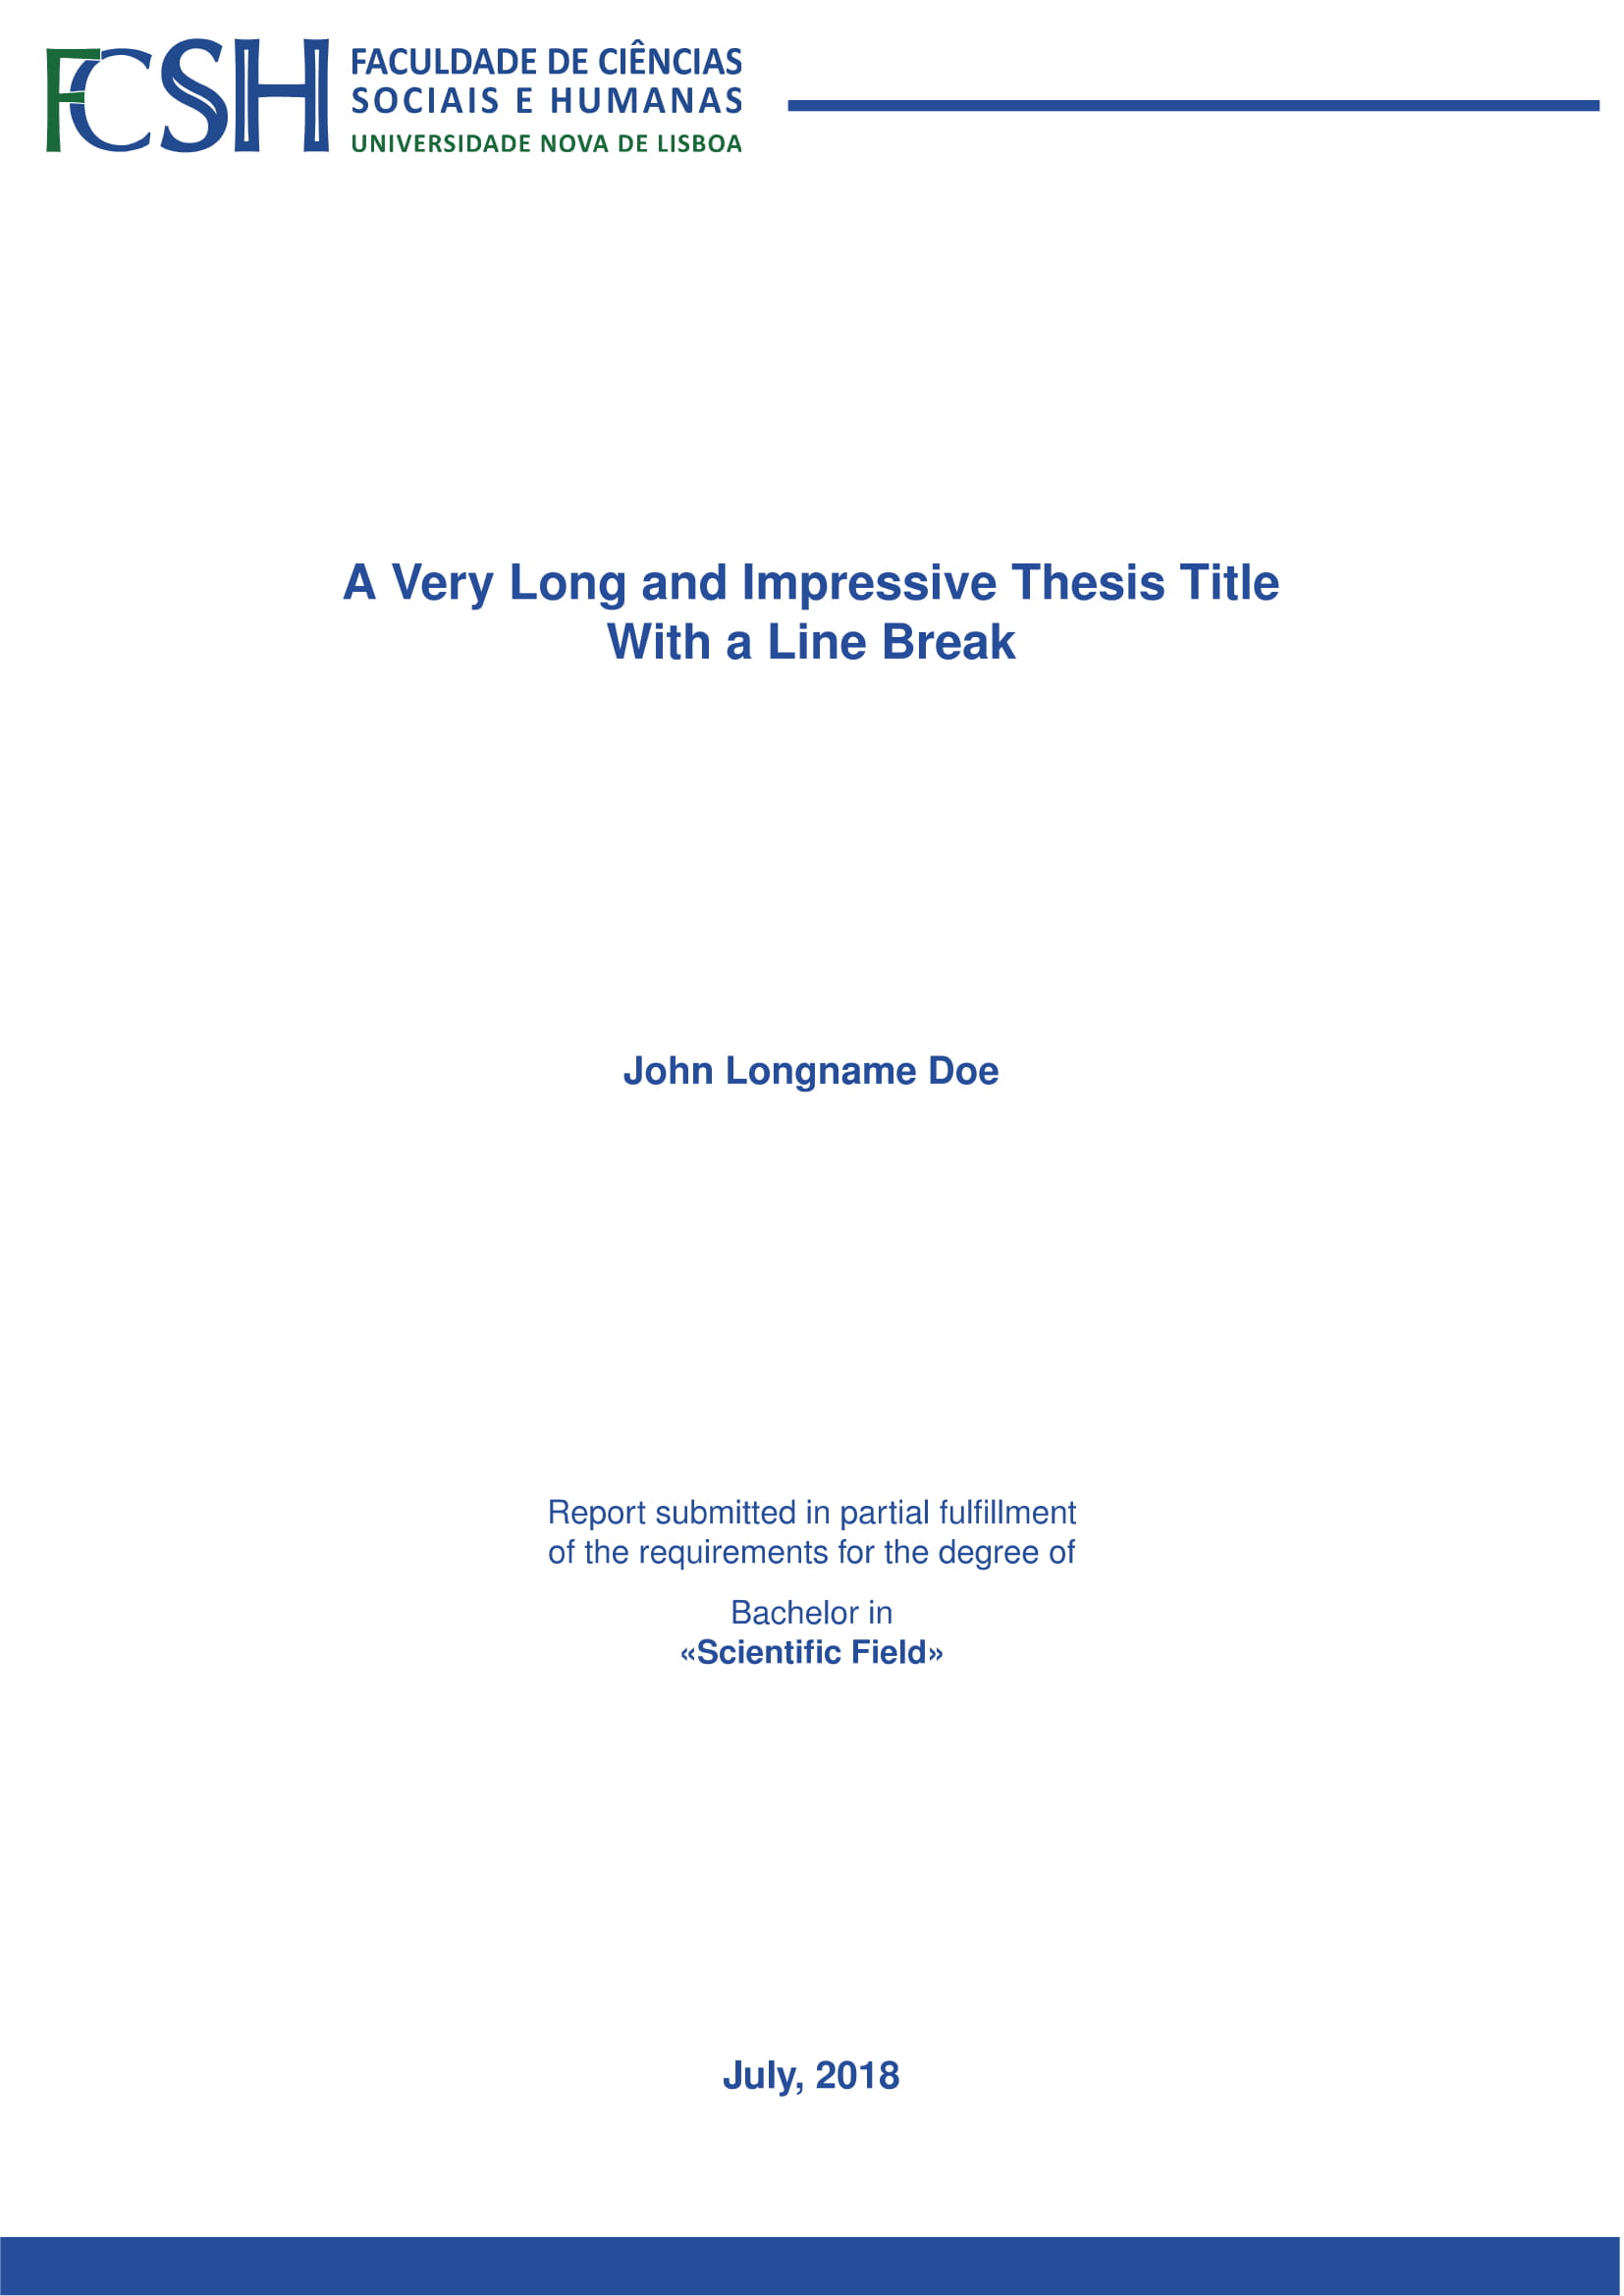 FCSH
FACULDADE DE CIÊNCIAS
SOCIAIS E HUMANAS
UNIVERSIDADE NOVA DE LISBOA
A Very Long and Impressive Thesis Title
With a Line Break
John Longname Doe
Report submitted in partial fulfillment
of the requirements for the degree of
Bachelor in
«Scientific Field»
July, 2018